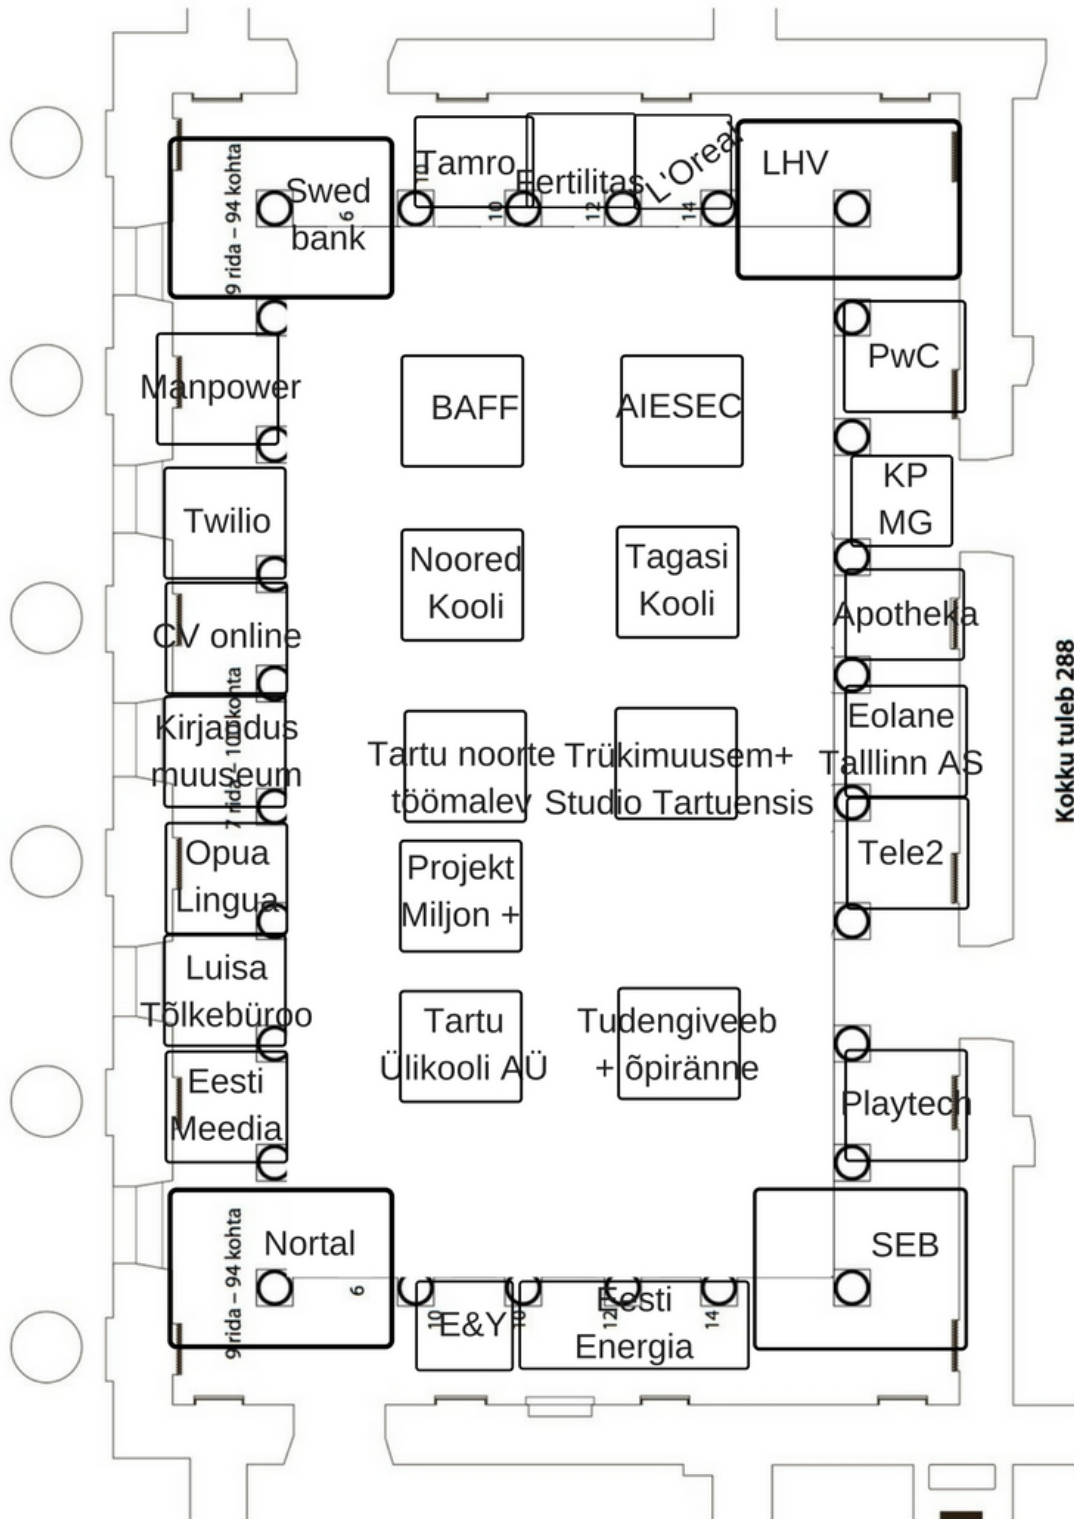 Tamro
Fertilitas
L'Oreal
LHV
Swed
bank
9 rida – 94 kohta
6
10
10
12
14
Manpower
BAFF
AIESEC
PwC
Twilio
Noored
Kooli
Tagasi
Kooli
KP
MG
CV online
Apotheka
Kirjandus
muuseum
7 rida – 100 kohta
Tartu noorte
töömalev
Trükimuusem+
Studio Tartuensis
Eolane
Talllinn AS
Kokku tuleb 288
Opua
Lingua
Projekt
Miljon +
Tele2
Luisa
Tõlkebüroo
Tartu
Ülikooli AÜ
Tudengiveeb
+ õpiränne
Eesti
Meedia
Playtech
Nortal
9 rida – 94 kohta
6
E&Y
10
10
12
14
Eesti
Energia
SEB